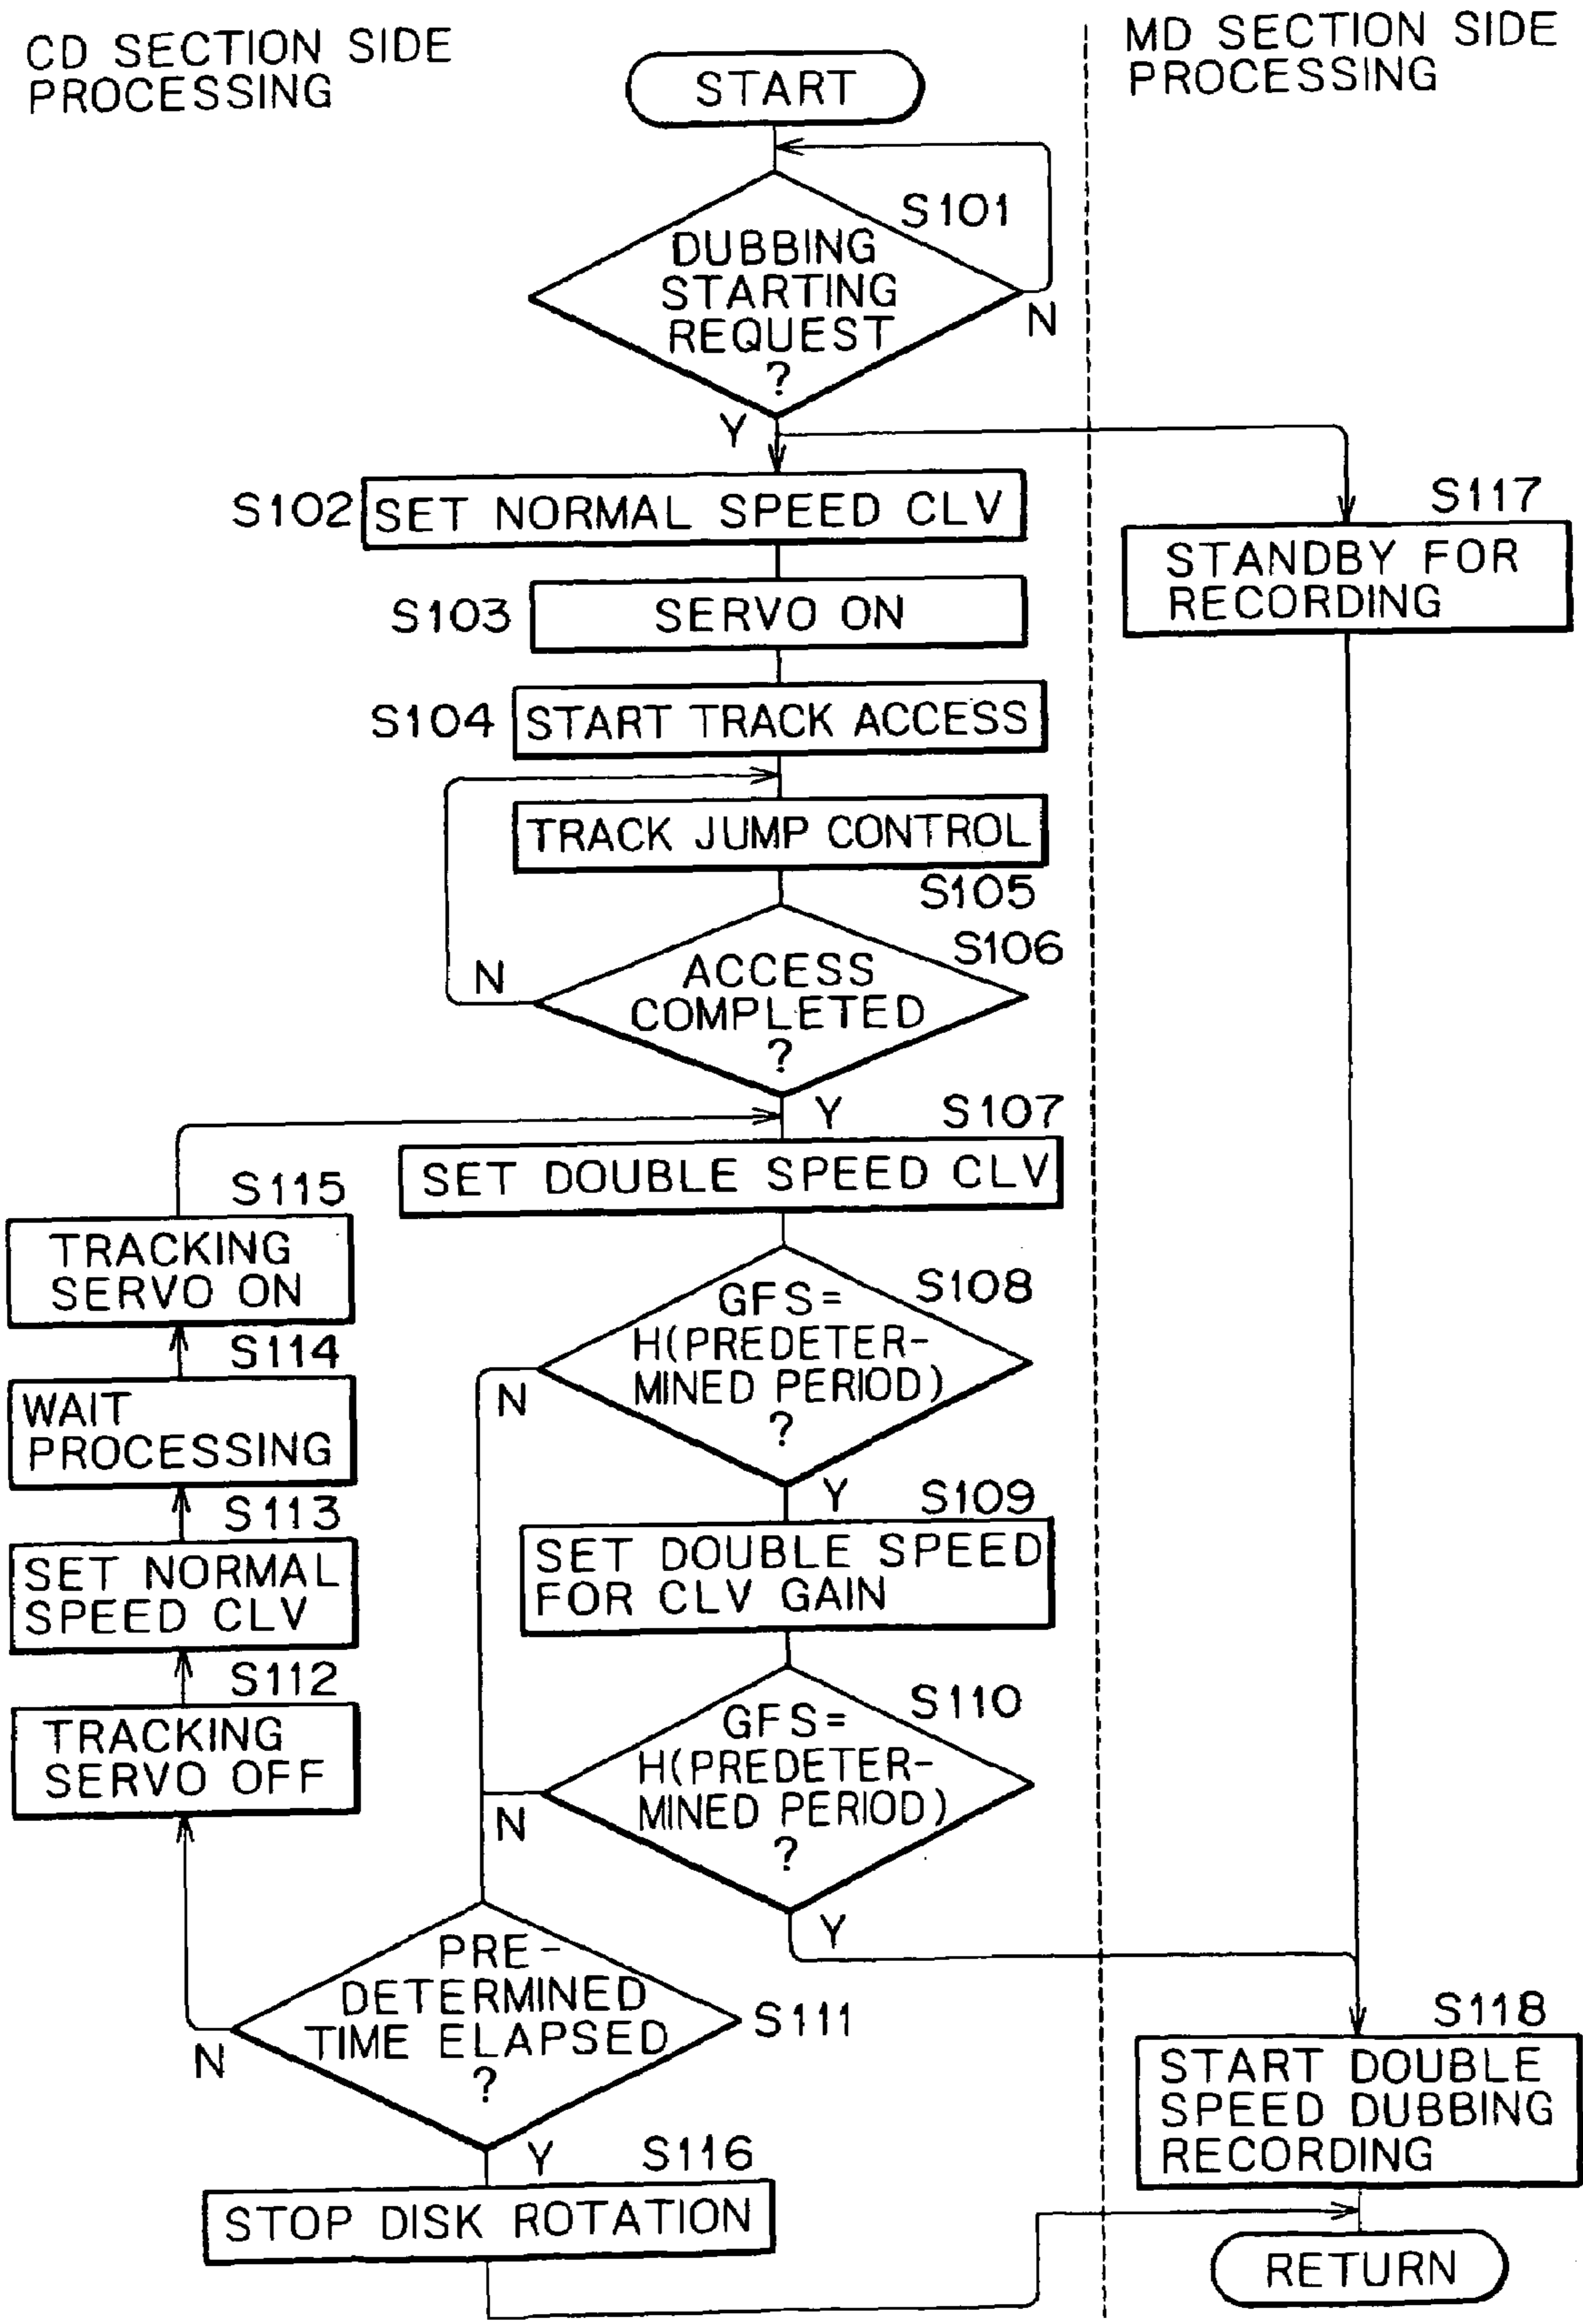 CD SECTION SIDE
PROCESSING
MD SECTION SIDE
PROCESSING
START
S101
DUBBING
STARTING
REQUEST
?
N
Y
S102
SET NORMAL SPEED CLV
S117
STANDBY FOR
RECORDING
S103
SERVO ON
S104
START TRACK ACCESS
TRACK JUMP CONTROL
S105
S106
ACCESS
COMPLETED
?
N
Y
S107
SET DOUBLE SPEED CLV
S115
TRACKING
SERVO ON
S108
GFS=
H(PREDETER-
MINED PERIOD)
?
N
Y
S114
WAIT
PROCESSING
S109
SET DOUBLE SPEED
FOR CLV GAIN
S113
SET NORMAL
SPEED CLV
S110
GFS=
H(PREDETER-
MINED PERIOD)
?
N
Y
S112
TRACKING
SERVO OFF
PRE-
DETERMINED
TIME ELAPSED
?
S111
N
Y
S118
START DOUBLE
SPEED DUBBING
RECORDING
S116
STOP DISK ROTATION
RETURN